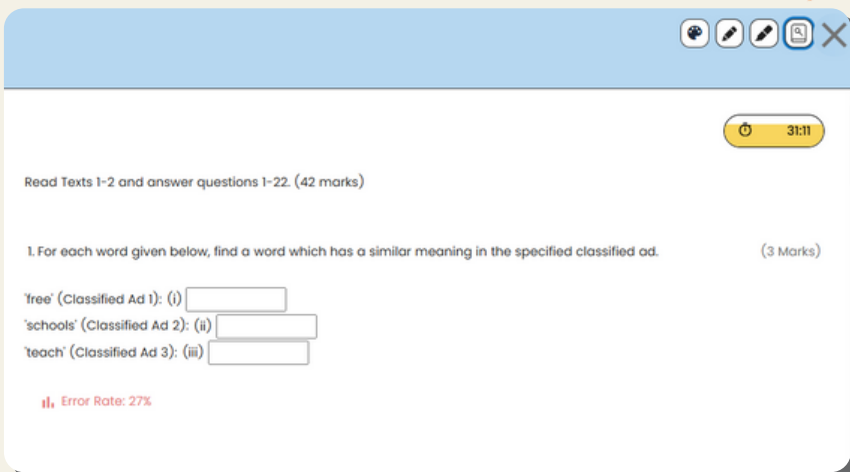 31:11
Read Texts 1-2 and answer questions 1-22. (42 marks)
1. For each word given below, find a word which has a similar meaning in the specified classified ad. (3 Marks)
'free' (Classified Ad 1): (i)
'schools' (Classified Ad 2): (ii)
'teach' (Classified Ad 3): (iii)
Error Rate: 27%